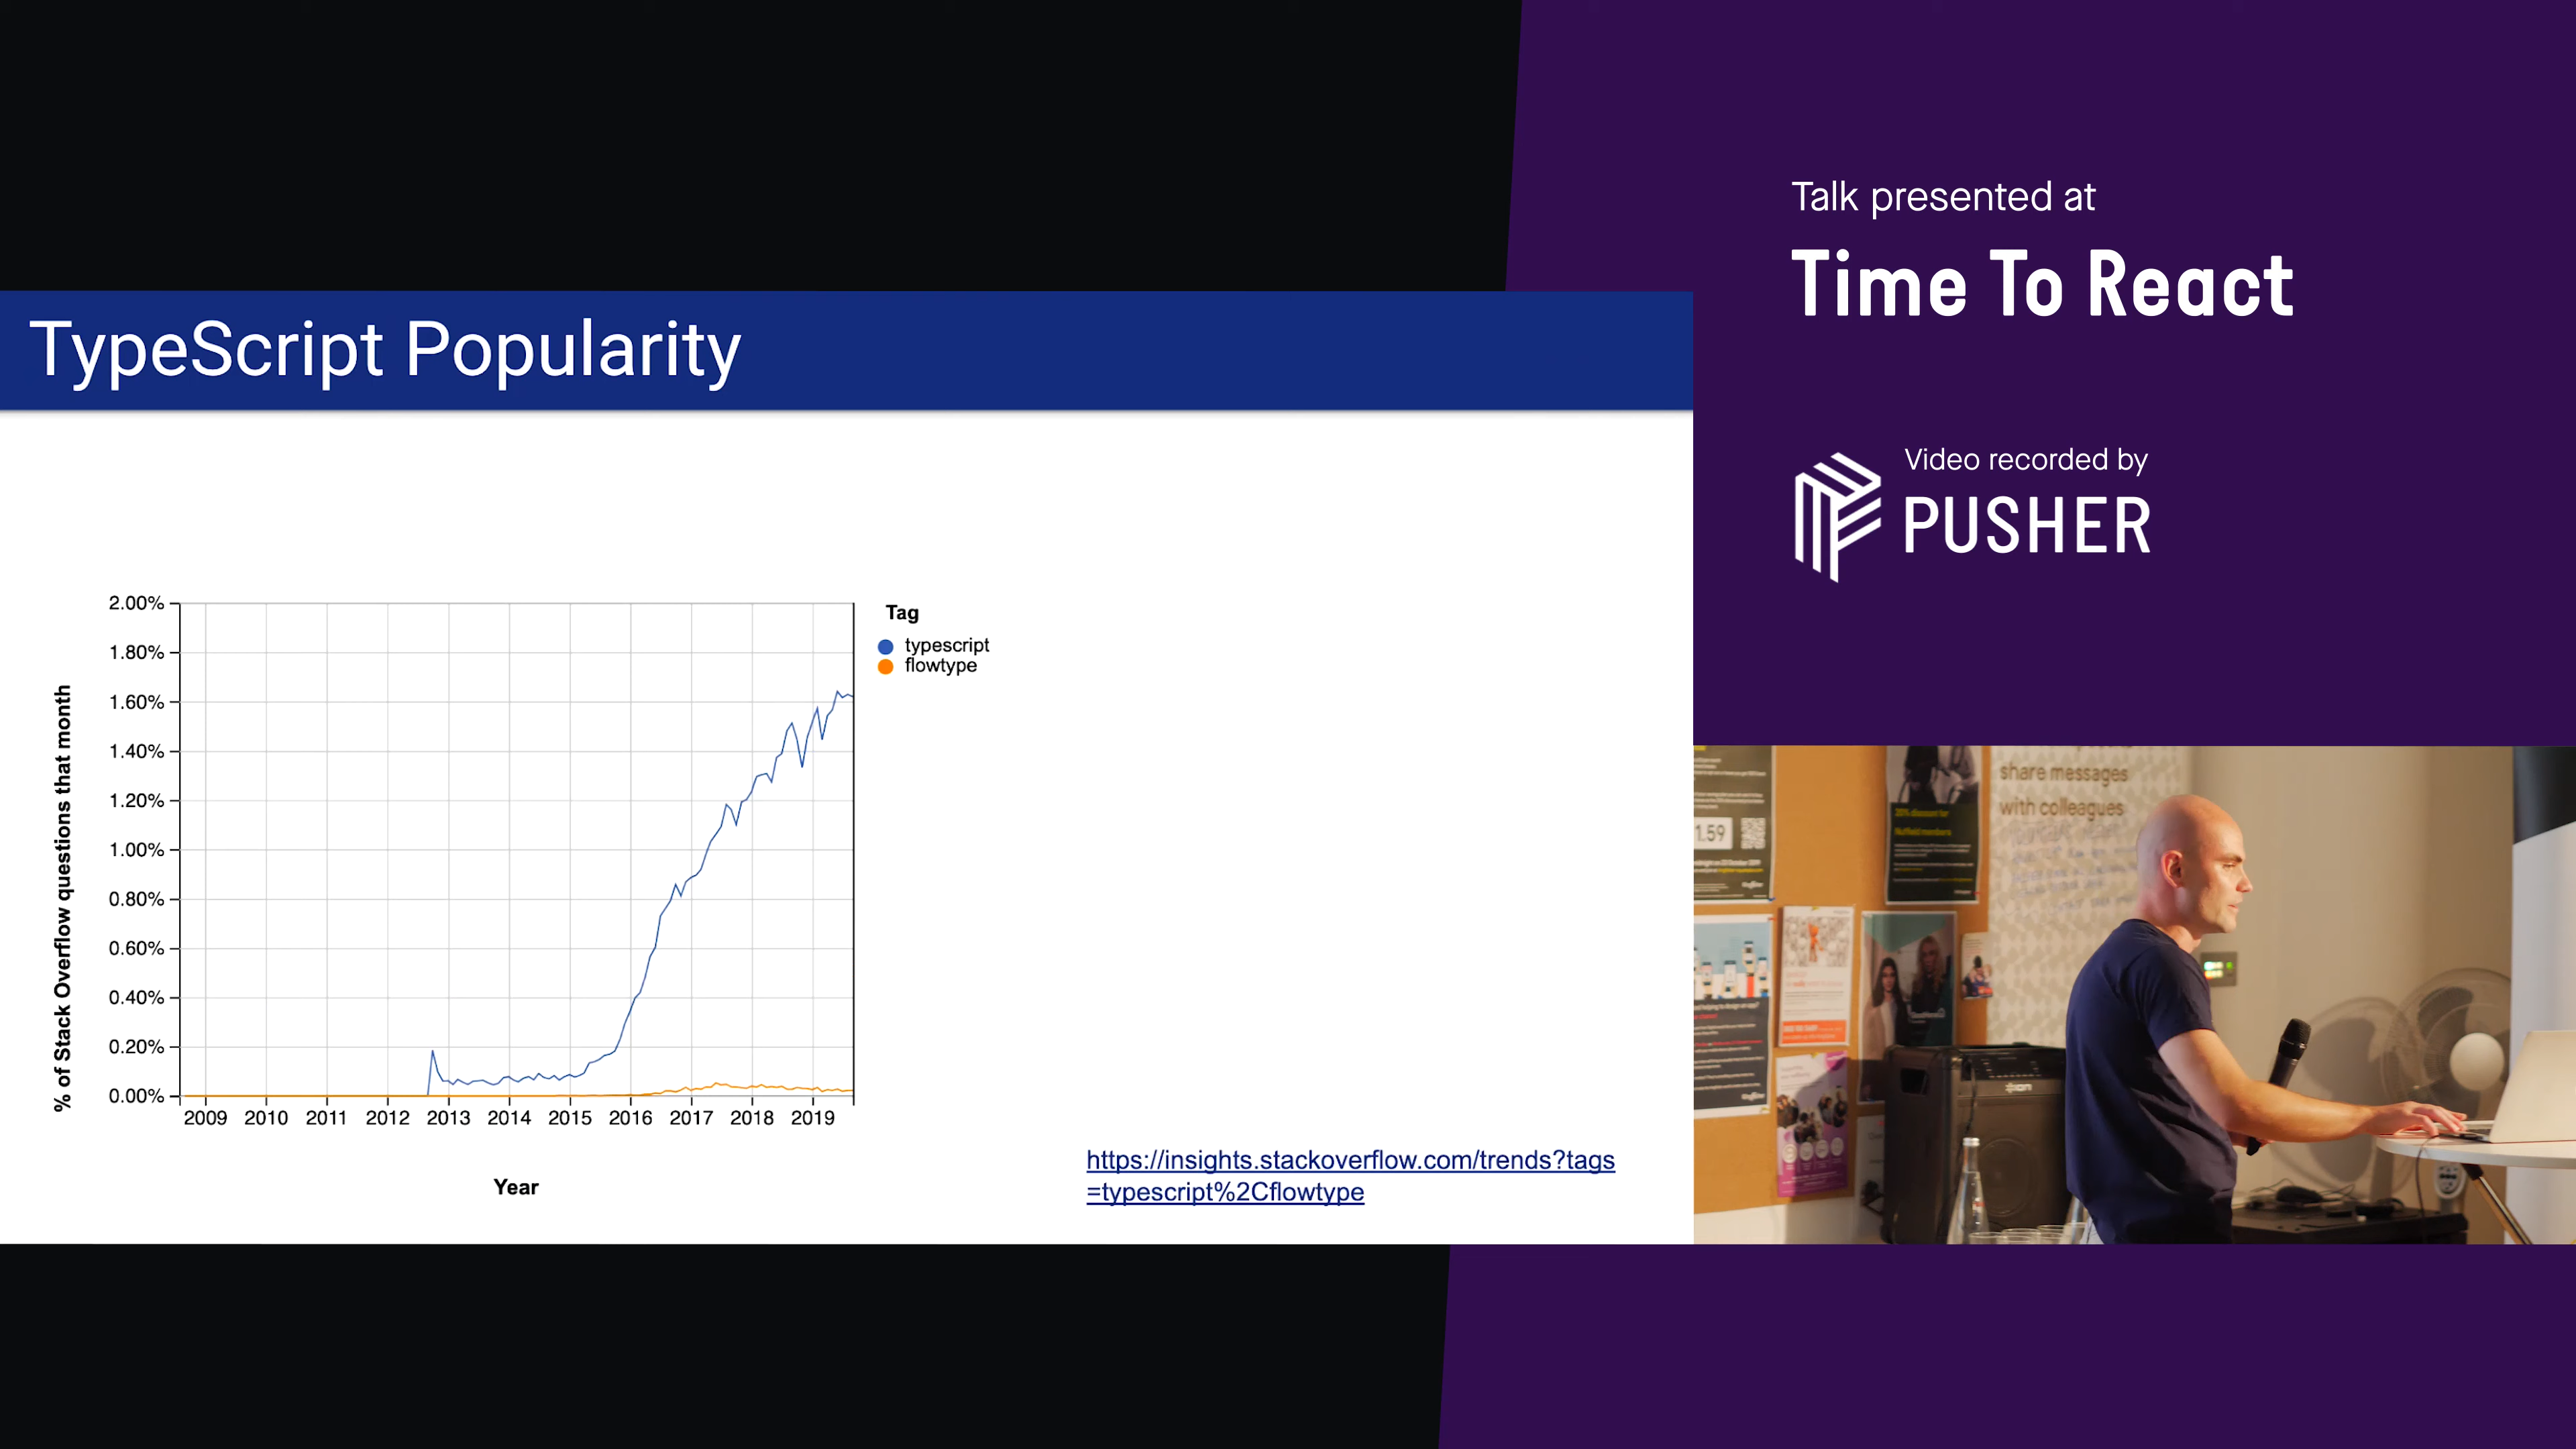 Talk presented at
Time To React
Video recorded by
PUSHER
TypeScript Popularity
2.00%
1.80%
1.60%
1.40%
1.20%
1.00%
0.80%
0.60%
0.40%
0.20%
0.00%
% of Stack Overflow questions that month
2009 2010 2011 2012 2013 2014 2015 2016 2017 2018 2019
Year
Tag
typescript
flowtype
https://insights.stackoverflow.com/trends?tags
=typescript%2Cflowtype
share messages
with colleagues
1.59